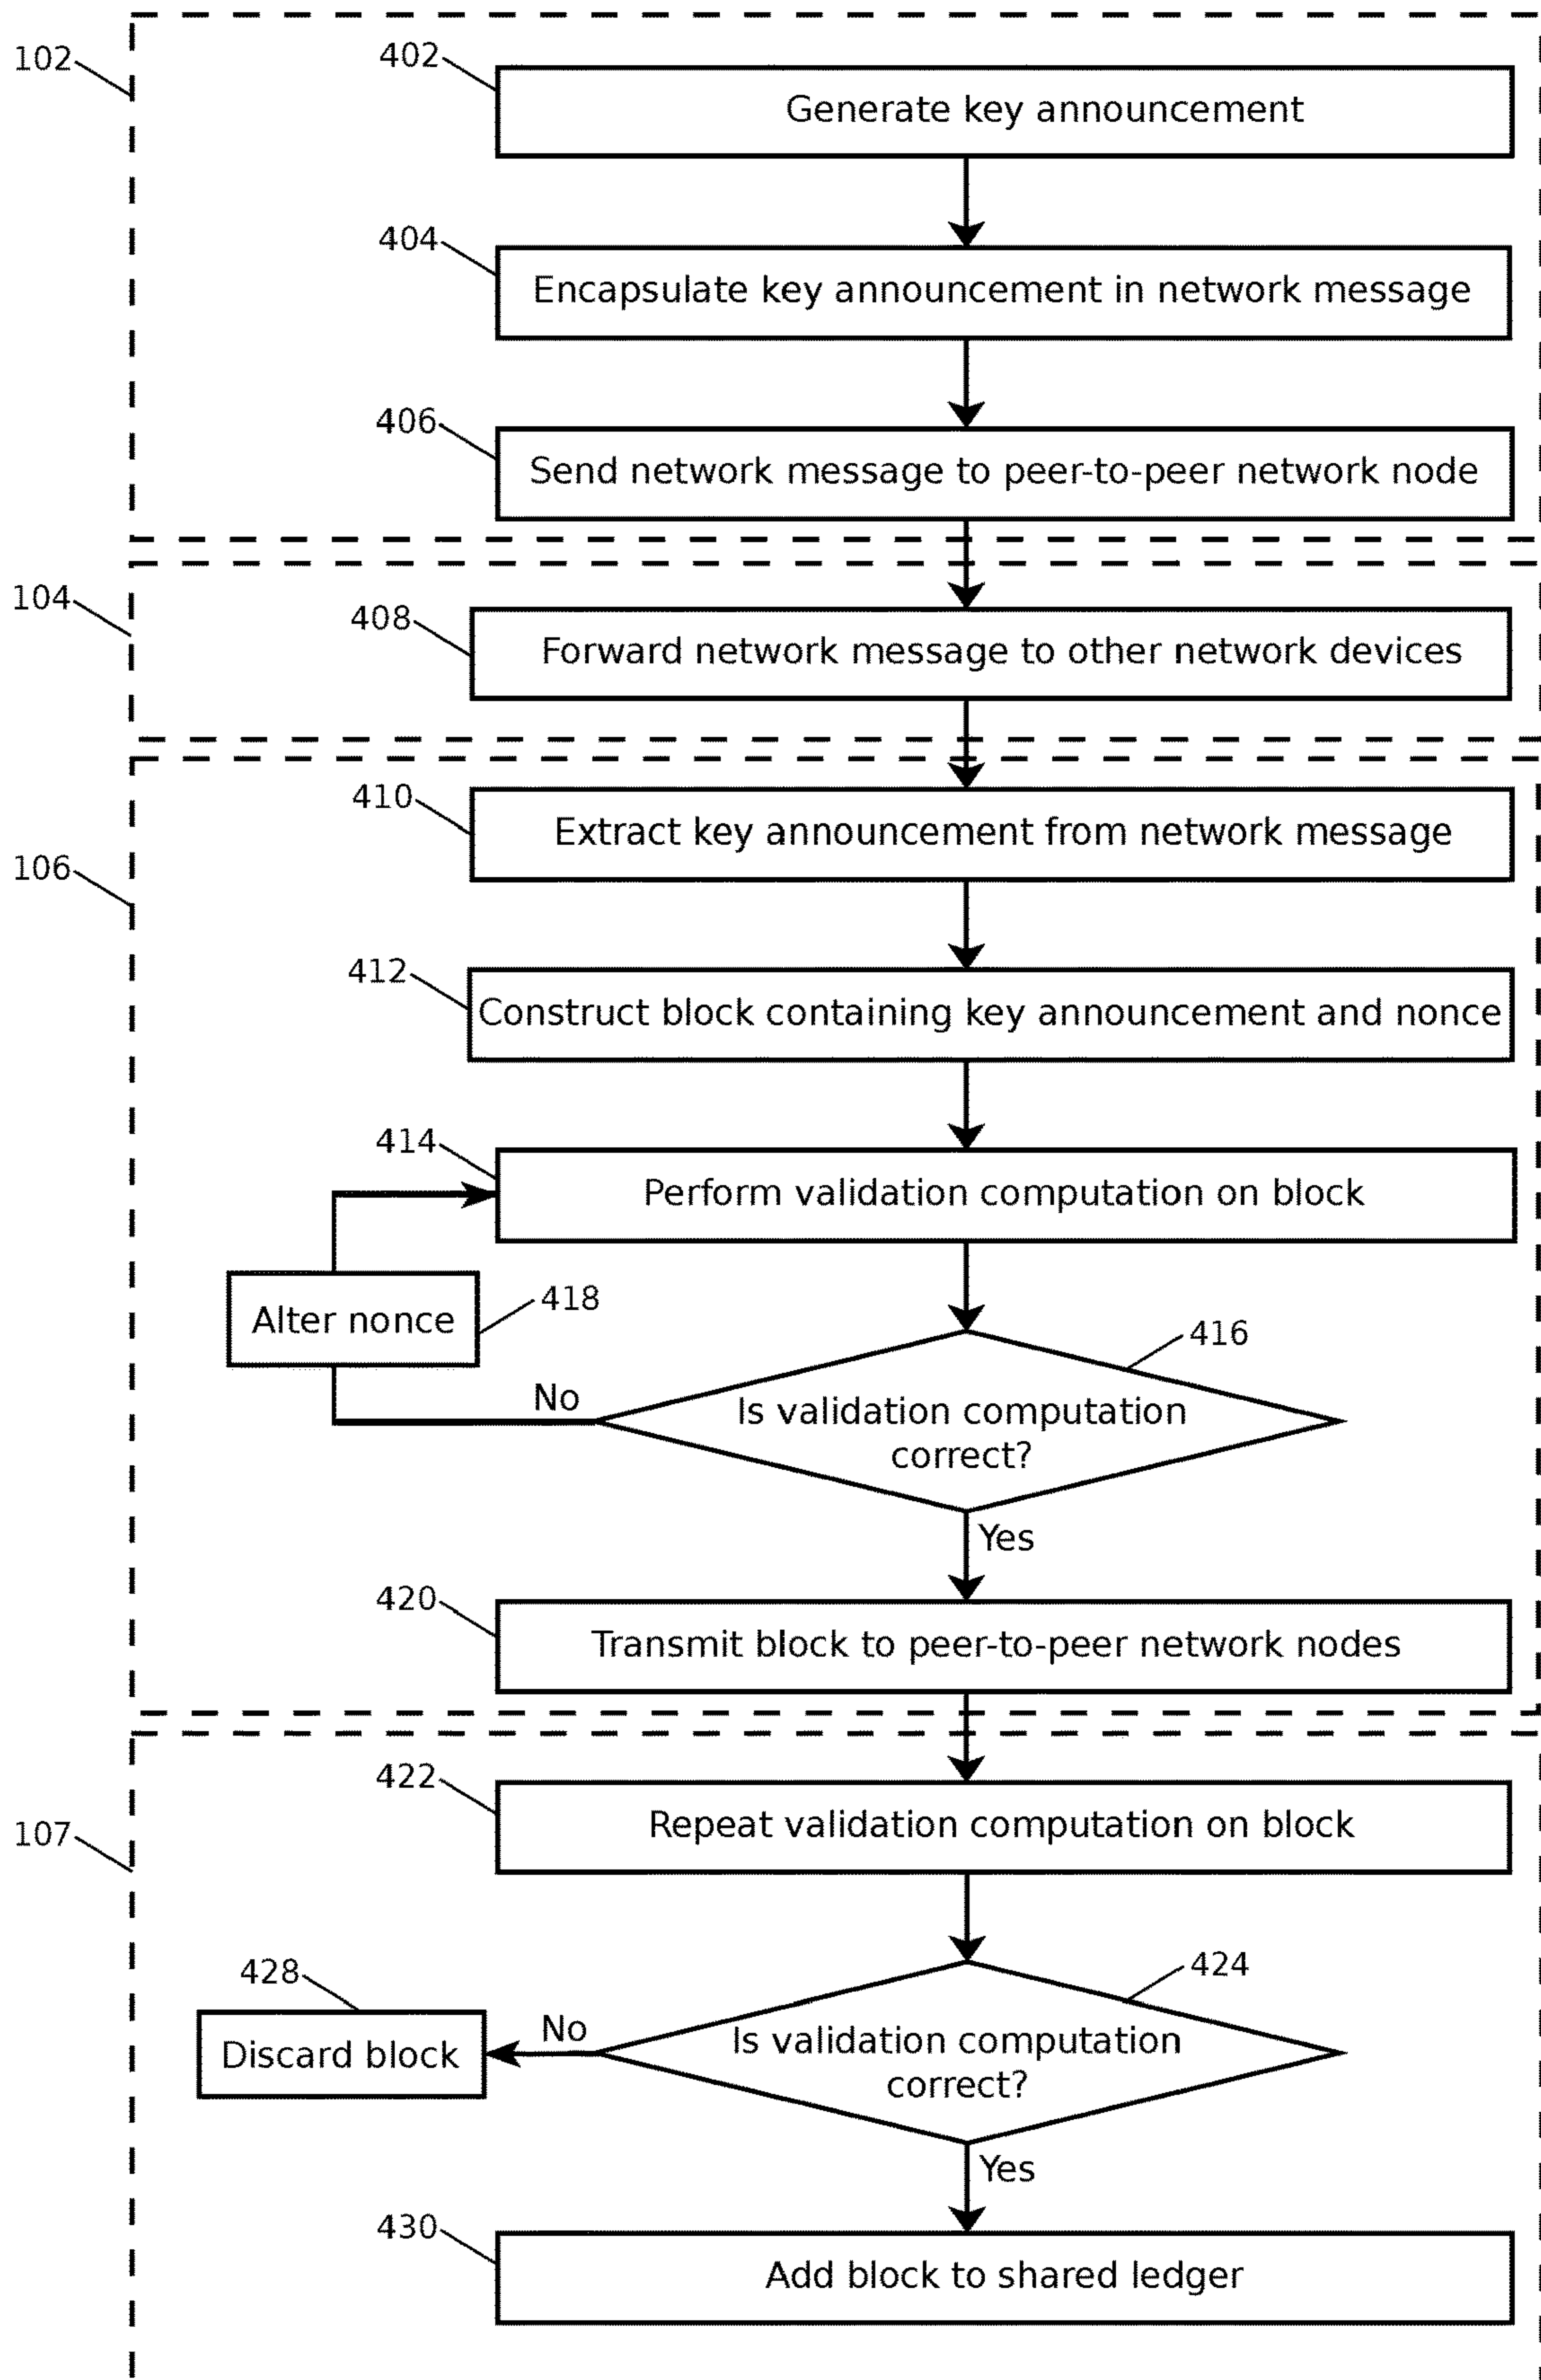 102
402
Generate key announcement
404
Encapsulate key announcement in network message
406
Send network message to peer-to-peer network node
104
408
Forward network message to other network devices
410
Extract key announcement from network message
106
412
Construct block containing key announcement and nonce
414
Perform validation computation on block
Alter nonce
418
416
No
Is validation computation
correct?
Yes
420
Transmit block to peer-to-peer network nodes
422
Repeat validation computation on block
107
428
424
Discard block
No
Is validation computation
correct?
Yes
430
Add block to shared ledger